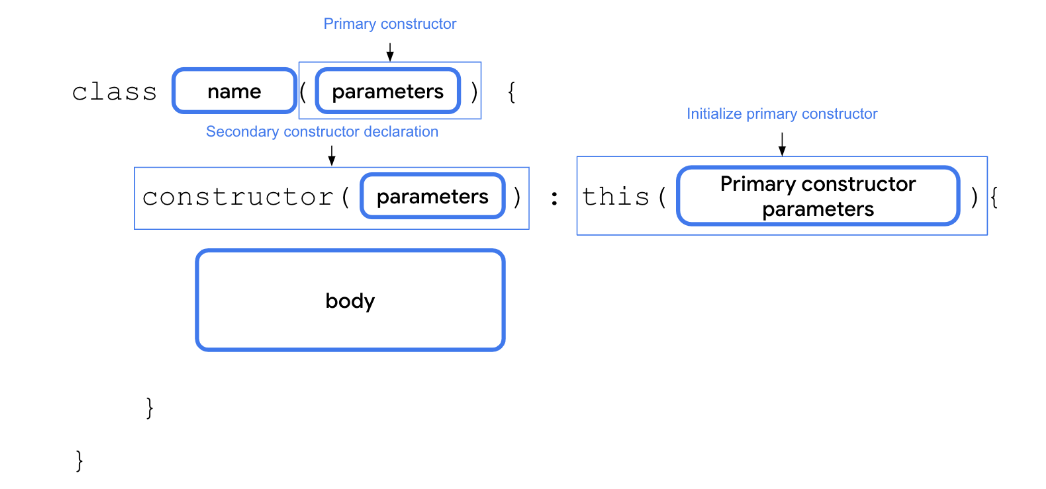 Primary constructor
class name ( parameters ) {
Secondary constructor declaration
Initialize primary constructor
constructor( parameters ) : this( Primary constructor
parameters ){
body
}
}